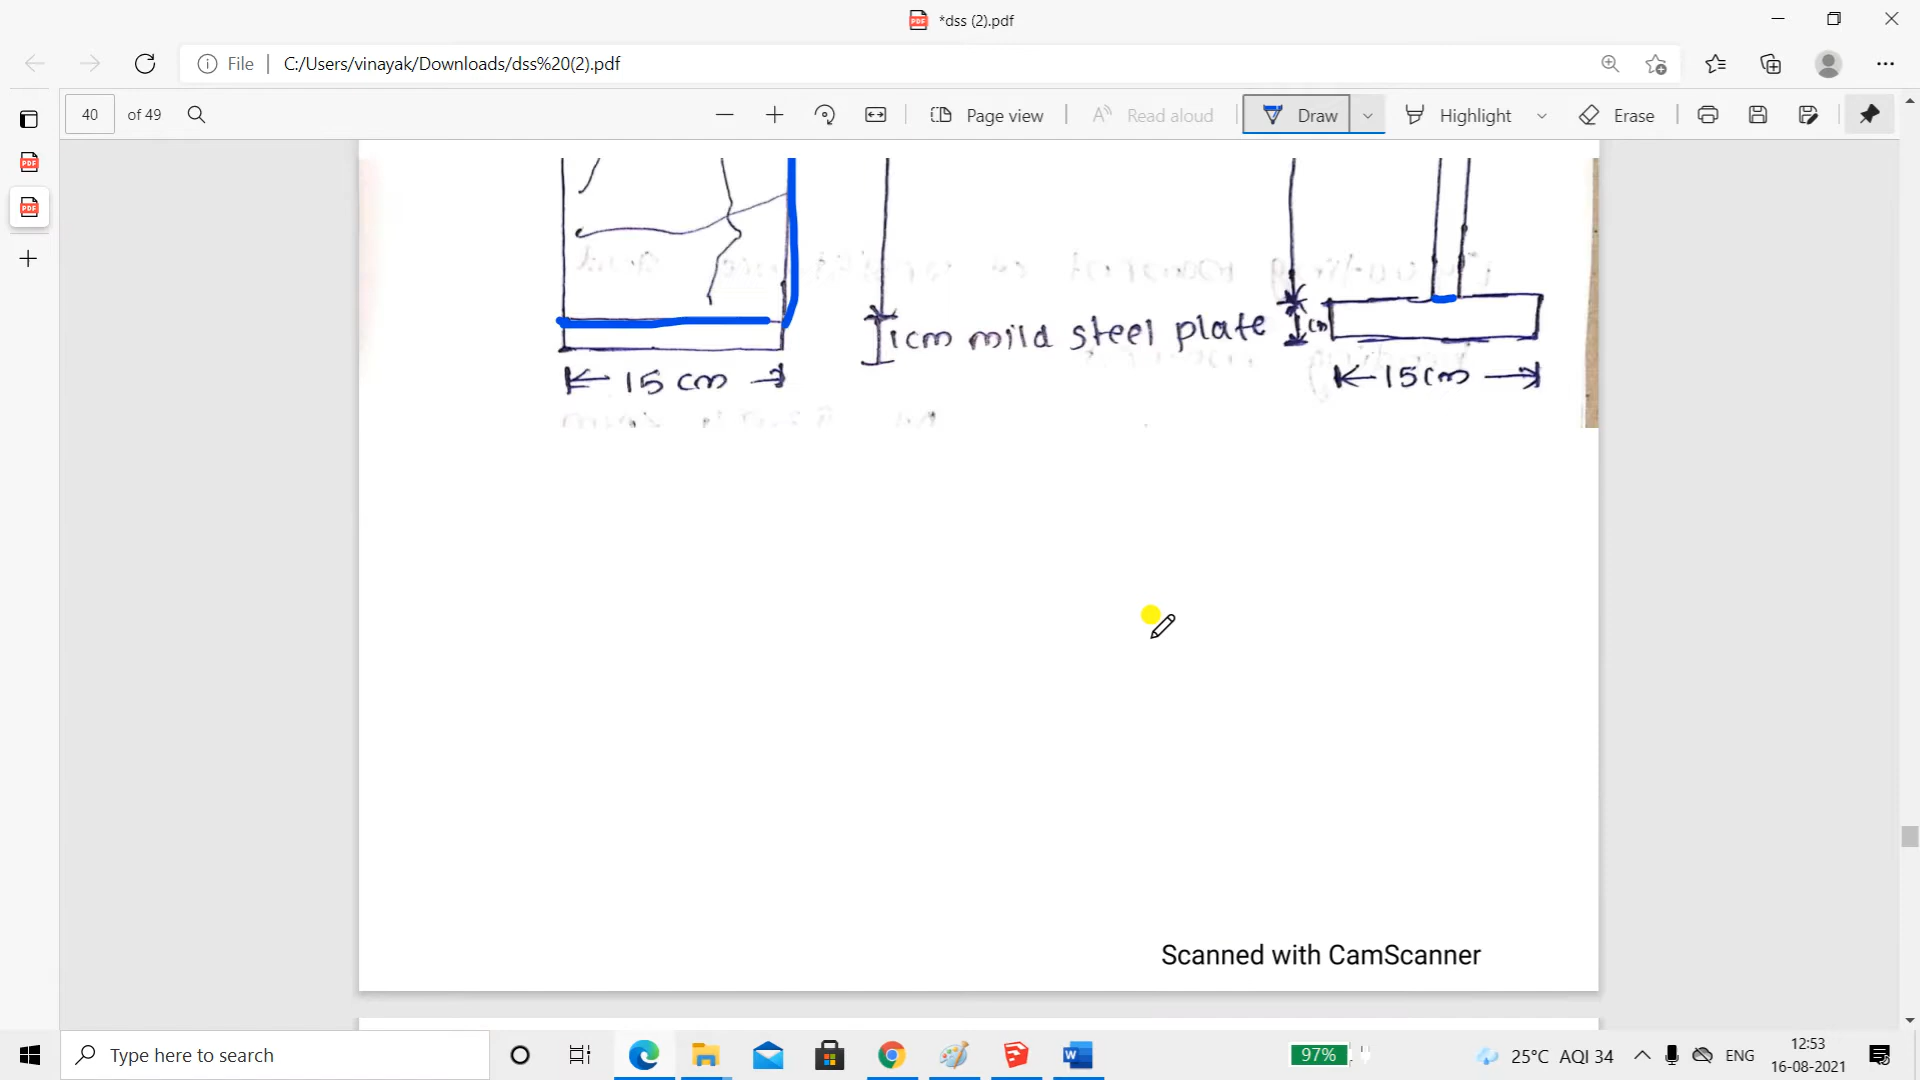 *dss (2).pdf
File C:/Users/vinayak/Downloads/dss%20(2).pdf
40 of 49 Page view Read aloud Draw Highlight Erase
1cm mild steel plate 1cm
15 cm 15cm
Scanned with CamScanner
Type here to search 97% 25°C AQI 34 ENG 12:53
16-08-2021